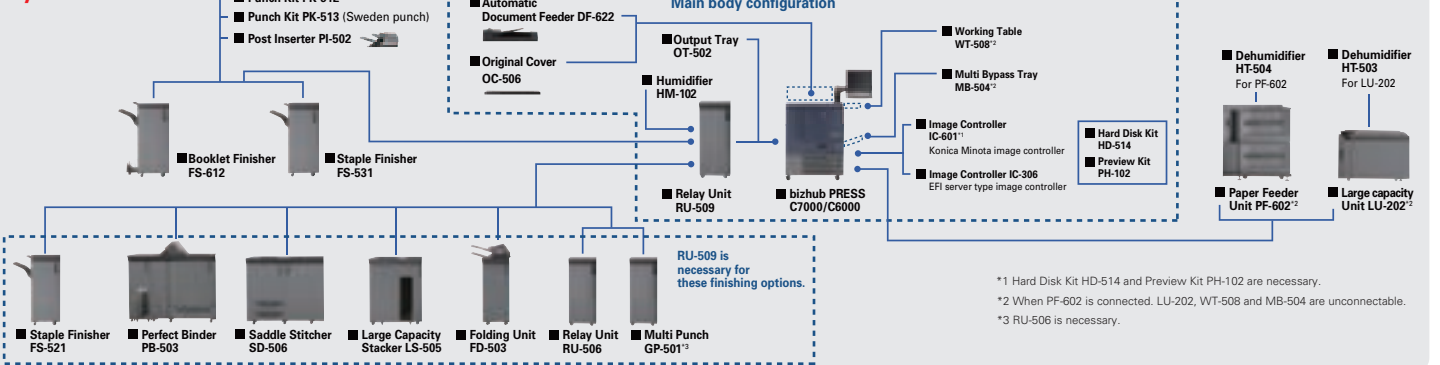 Punch Kit PK-513 (Sweden punch)
Post Inserter PI-502
Automatic
Document Feeder DF-622
Original Cover
OC-506
Main body configuration
Output Tray
OT-502
Humidifier
HM-102
Working Table
WT-508*2
Multi Bypass Tray
MB-504*2
Image Controller
IC-601*1
Konica Minota image controller
Image Controller IC-306
EFI server type image controller
Hard Disk Kit
HD-514
Preview Kit
PH-102
Dehumidifier
HT-504
For PF-602
Dehumidifier
HT-503
For LU-202
Booklet Finisher
FS-612
Staple Finisher
FS-531
Relay Unit
RU-509
bizhub PRESS
C7000/C6000
Paper Feeder
Unit PF-602*2
Large capacity
Unit LU-202*2
RU-509 is
necessary for
these finishing options.
Staple Finisher
FS-521
Perfect Binder
PB-503
Saddle Stitcher
SD-506
Large Capacity
Stacker LS-505
Folding Unit
FD-503
Relay Unit
RU-506
Multi Punch
GP-501*3
*1 Hard Disk Kit HD-514 and Preview Kit PH-102 are necessary.
*2 When PF-602 is connected. LU-202, WT-508 and MB-504 are unconnectable.
*3 RU-506 is necessary.